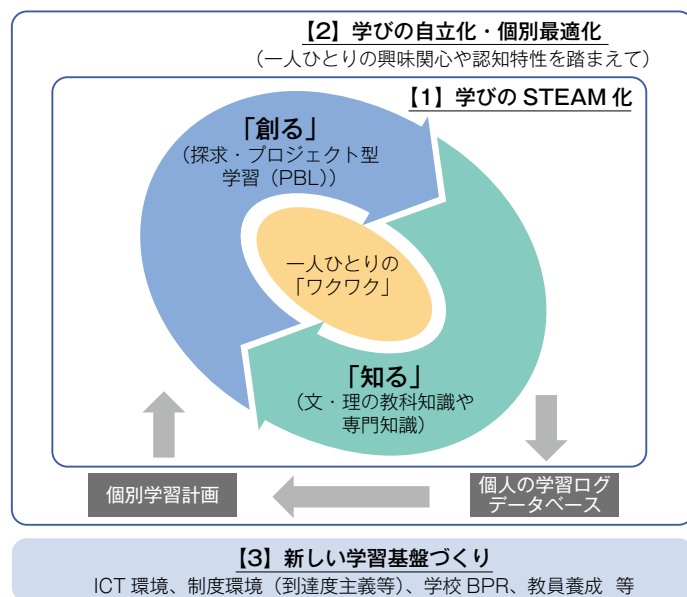 【2】学びの自立化・個別最適化
（一人ひとりの興味関心や認知特性を踏まえて）
【1】学びの STEAM 化
「創る」
（探求・プロジェクト型
学習（PBL））
一人ひとりの
「ワクワク」
「知る」
（文・理の教科知識や
専門知識）
個別学習計画
個人の学習ログ
データベース
【3】新しい学習基盤づくり
ICT 環境、制度環境（到達度主義等）、学校 BPR、教員養成 等